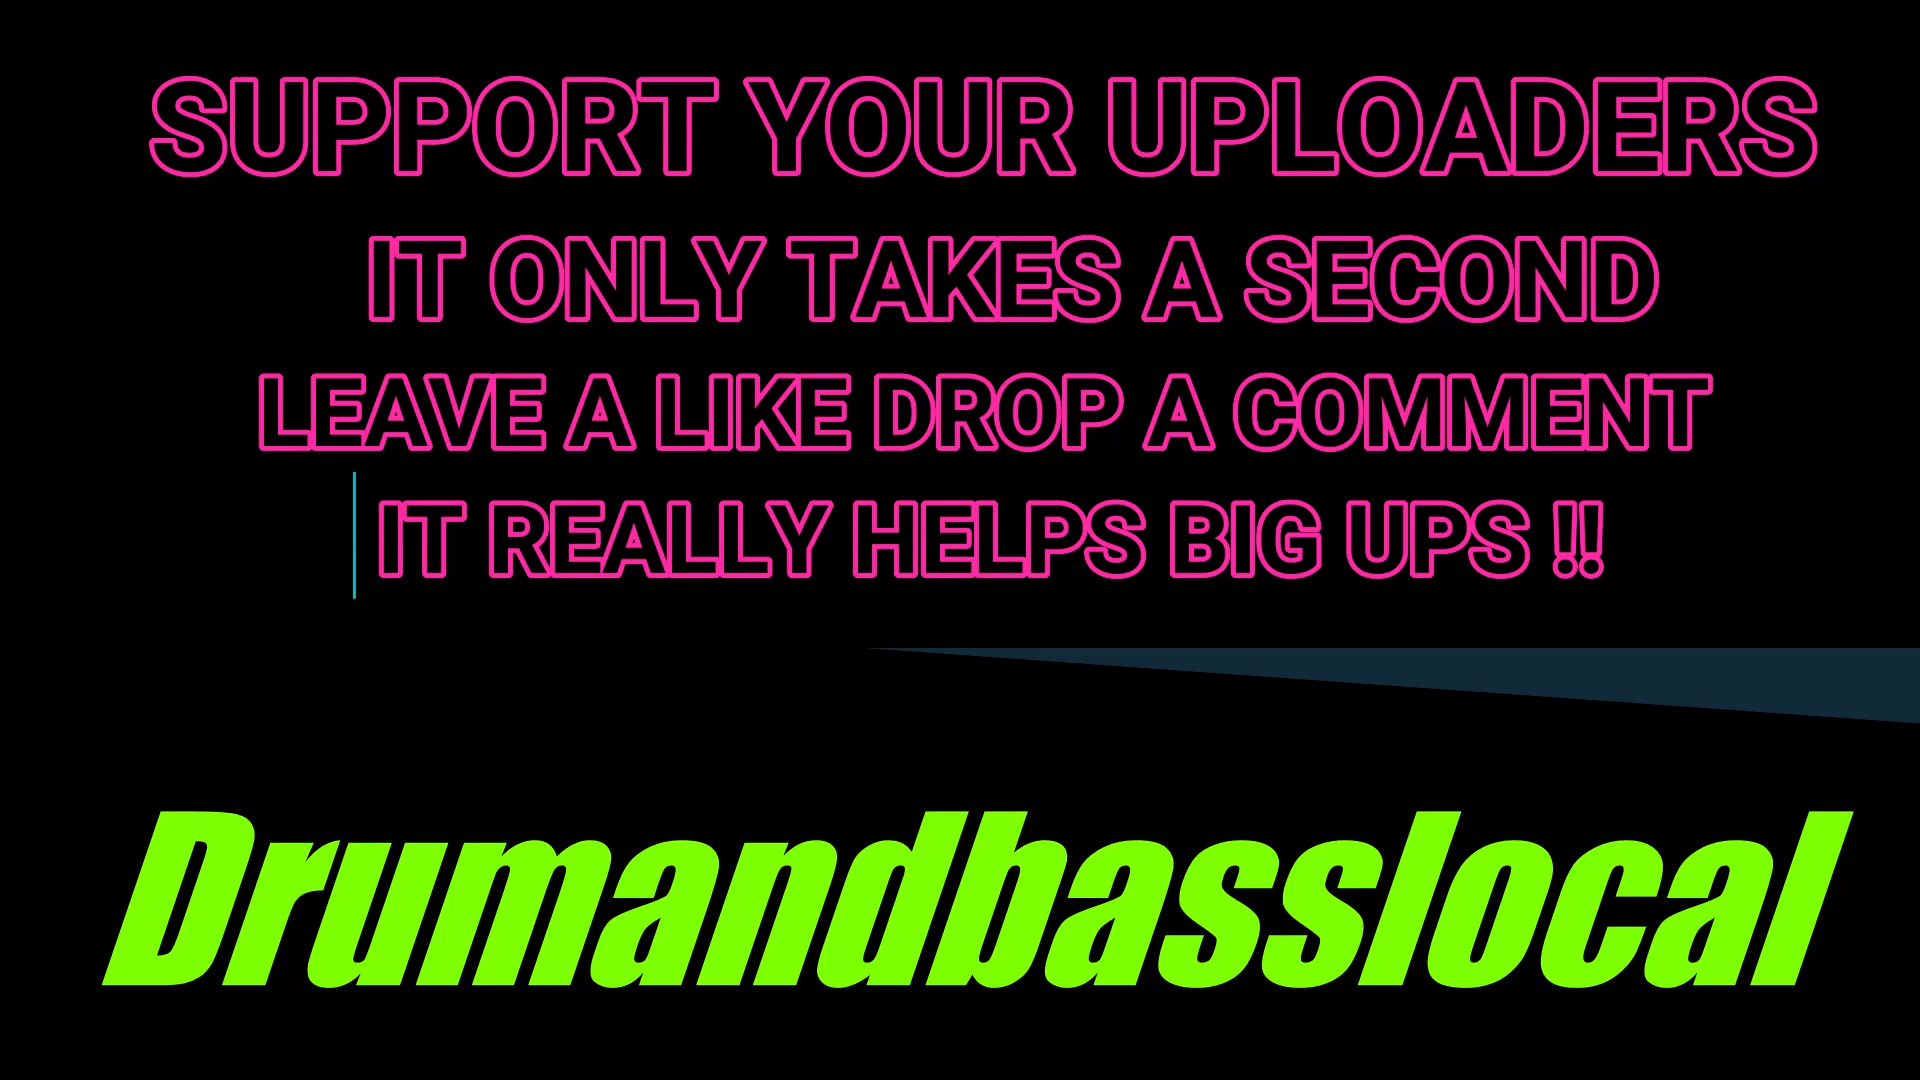 SUPPORT YOUR UPLOADERS
IT ONLY TAKES A SECOND
LEAVE A LIKE DROP A COMMENT
IT REALLY HELPS BIG UPS !!
Drumandbasslocal